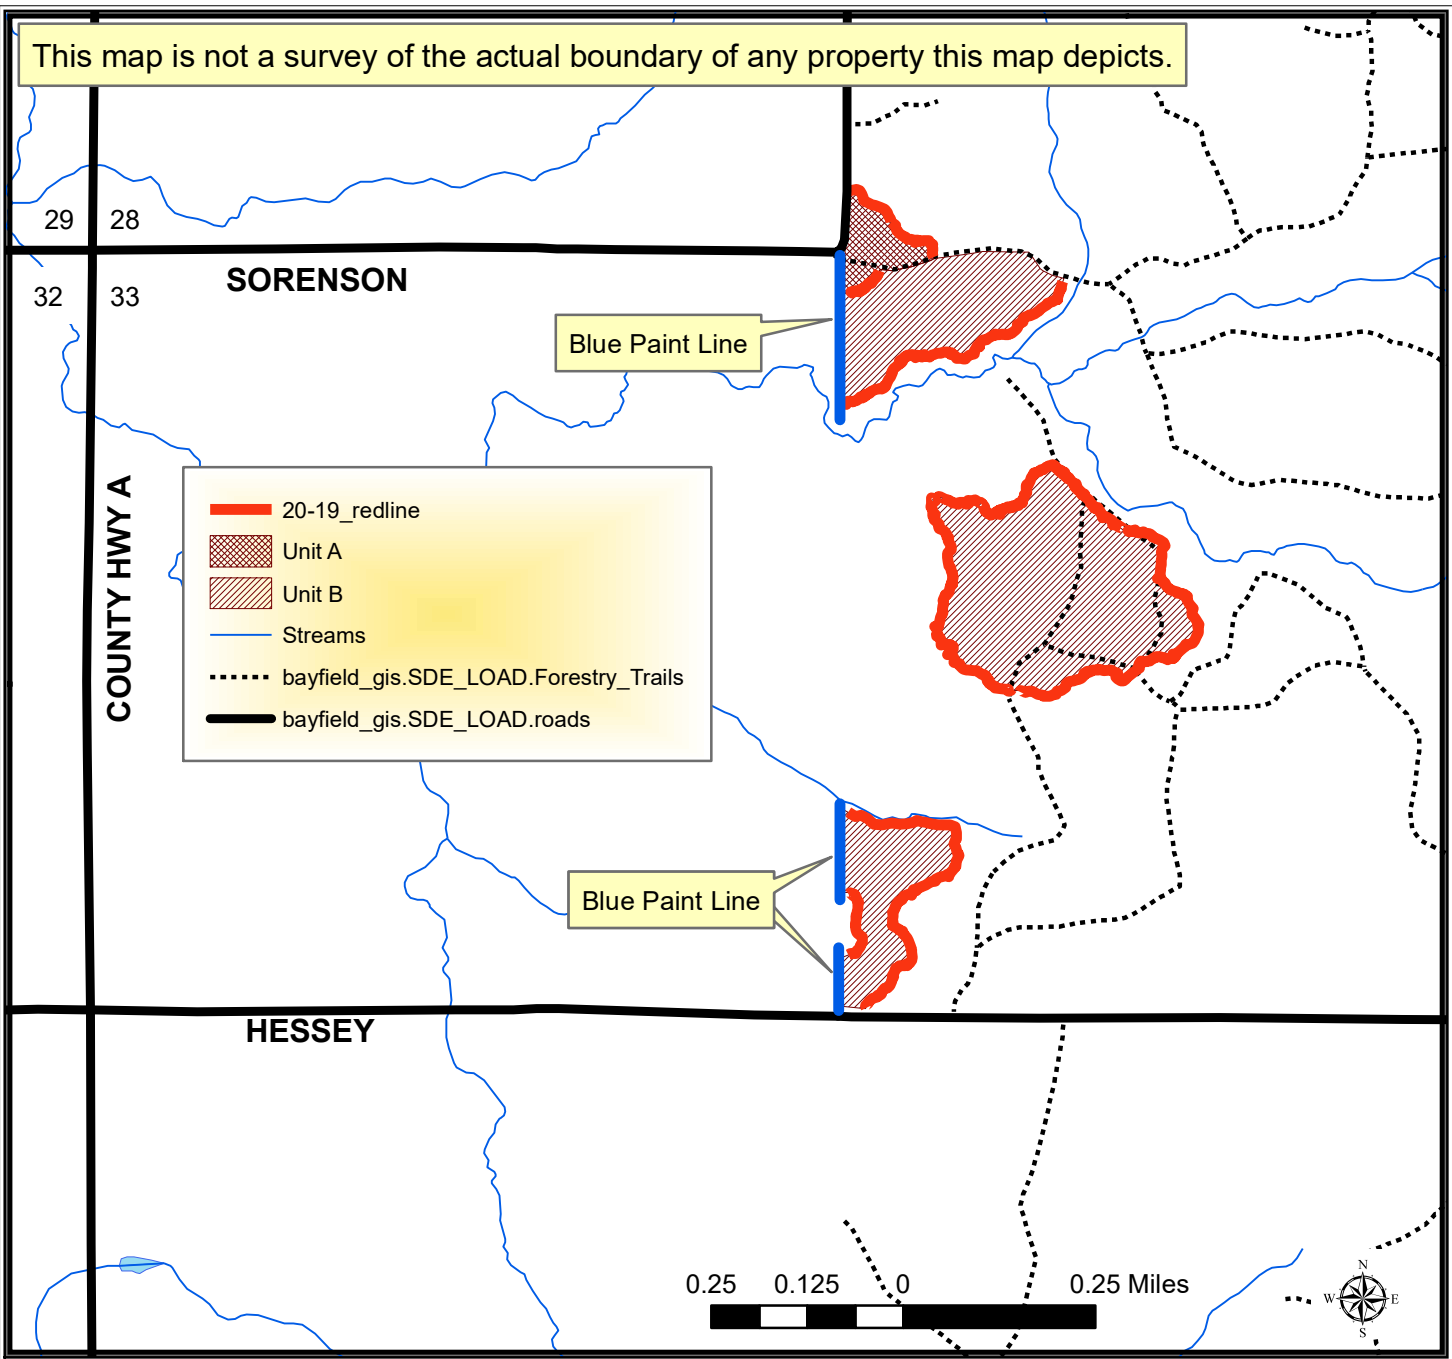 This map is not a survey of the actual boundary of any property this map depicts.
29 28
32 33
SORENSON
Blue Paint Line
COUNTY HWY A
20-19_redline
Unit A
Unit B
Streams
bayfield_gis.SDE_LOAD.Forestry_Trails
bayfield_gis.SDE_LOAD.roads
Blue Paint Line
HESSEY
0.25 0.125 0 0.25 Miles
N
W E
S